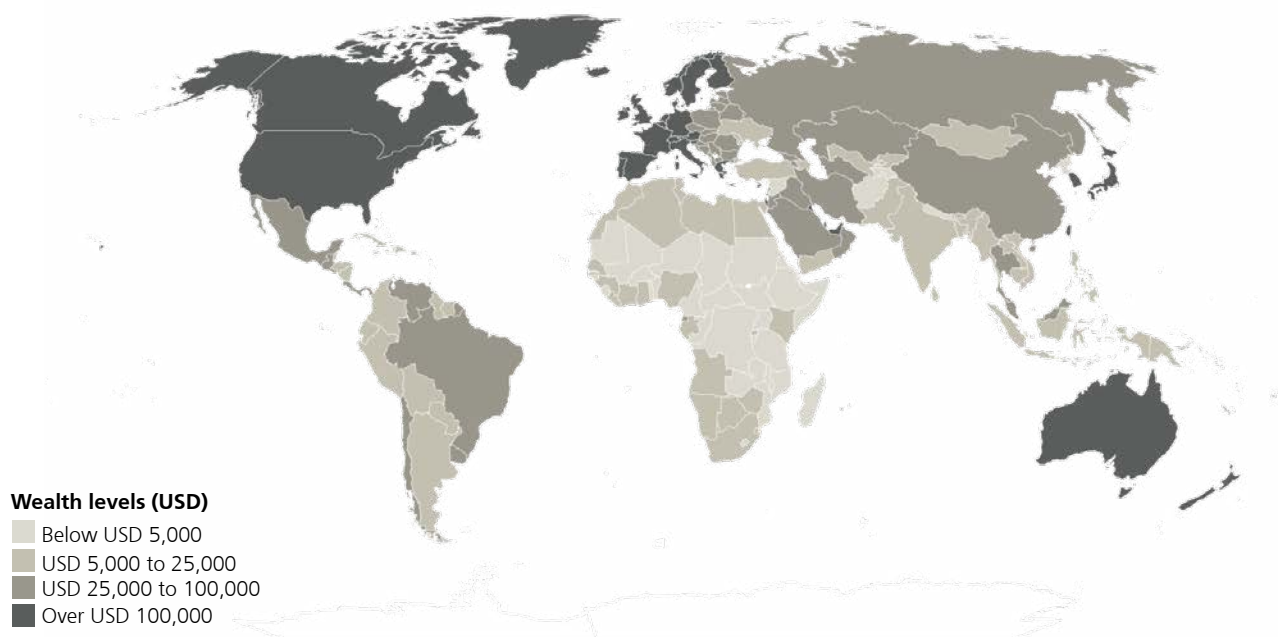 Wealth levels (USD)
Below USD 5,000
USD 5,000 to 25,000
USD 25,000 to 100,000
Over USD 100,000